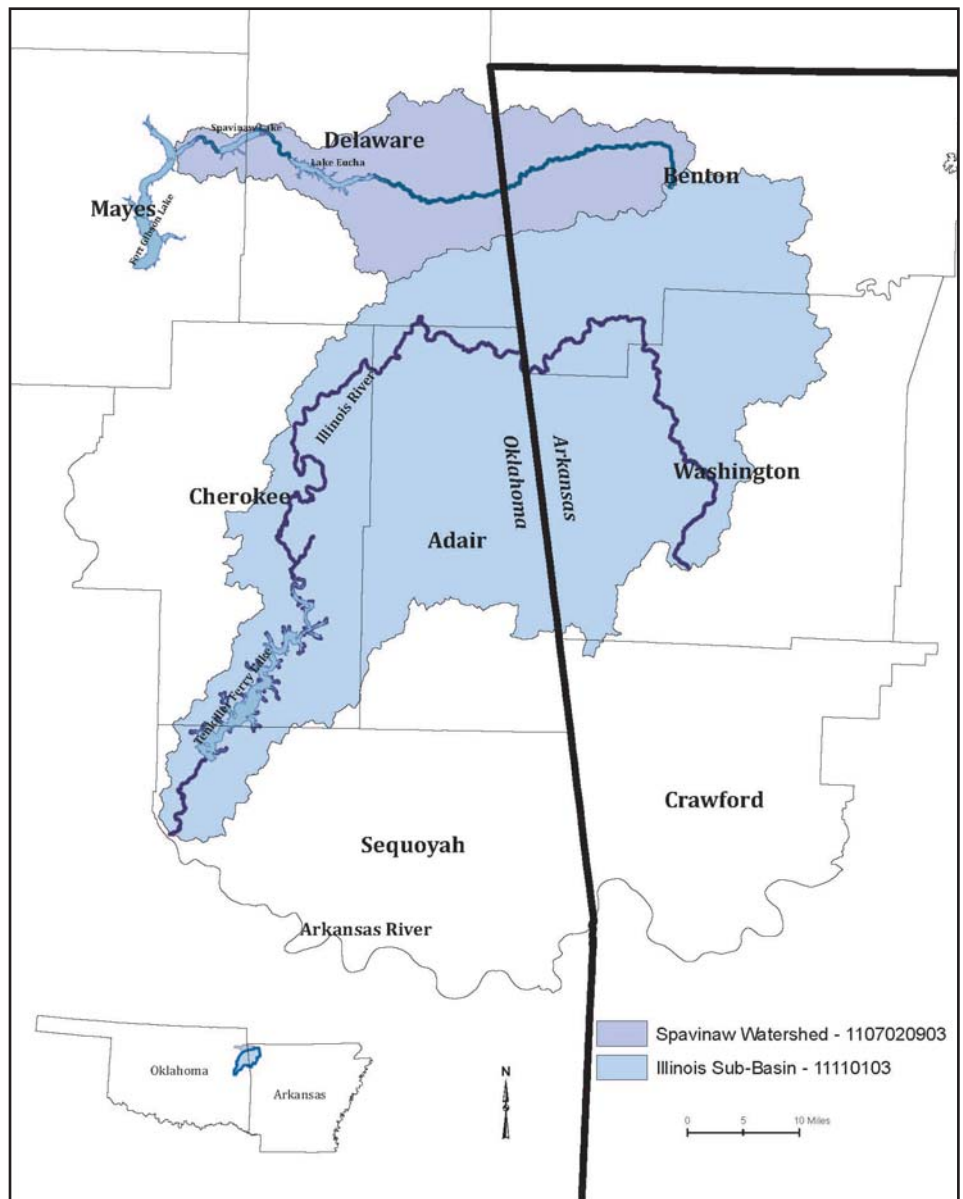 Spavinaw Lake
Delaware
Lake Eucha
Benton
Mayes
Fort Gibson Lake
Illinois River
Oklahoma
Arkansas
Washington
Cherokee
Adair
Tenkiller Ferry Lake
Crawford
Sequoyah
Arkansas River
Spavinaw Watershed - 1107020903
Illinois Sub-Basin - 11110103
Oklahoma
Arkansas
N
0 5 10 Miles